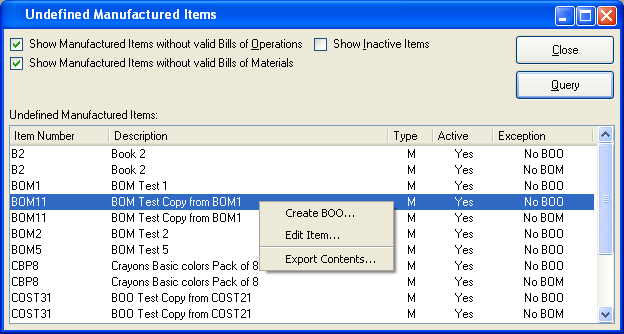 Undefined Manufactured Items
Show Manufactured Items without valid Bills of Operations Show Inactive Items
Close
Show Manufactured Items without valid Bills of Materials
Query
Undefined Manufactured Items:
Item Number Description Type Active Exception
B2 Book 2 M Yes No BOO
B2 Book 2 M Yes No BOM
BOM1 BOM Test 1 M Yes No BOO
BOM11 BOM Test Copy from BOM1 M Yes No BOO
BOM11 BOM Test Copy from BOM1 M Yes No BOM
BOM2 BOM Test 2 M Yes No BOO
BOM5 BOM Test 5 M Yes No BOO
CBP8 Crayons Basic colors Pack of 8 M Yes No BOO
CBP8 Crayons Basic colors Pack of 8 M Yes No BOM
COST31 BOO Test Copy from COST21 M Yes No BOO
COST31 BOO Test Copy from COST21 M Yes No BOM
Create BOO...
Edit Item...
Export Contents...